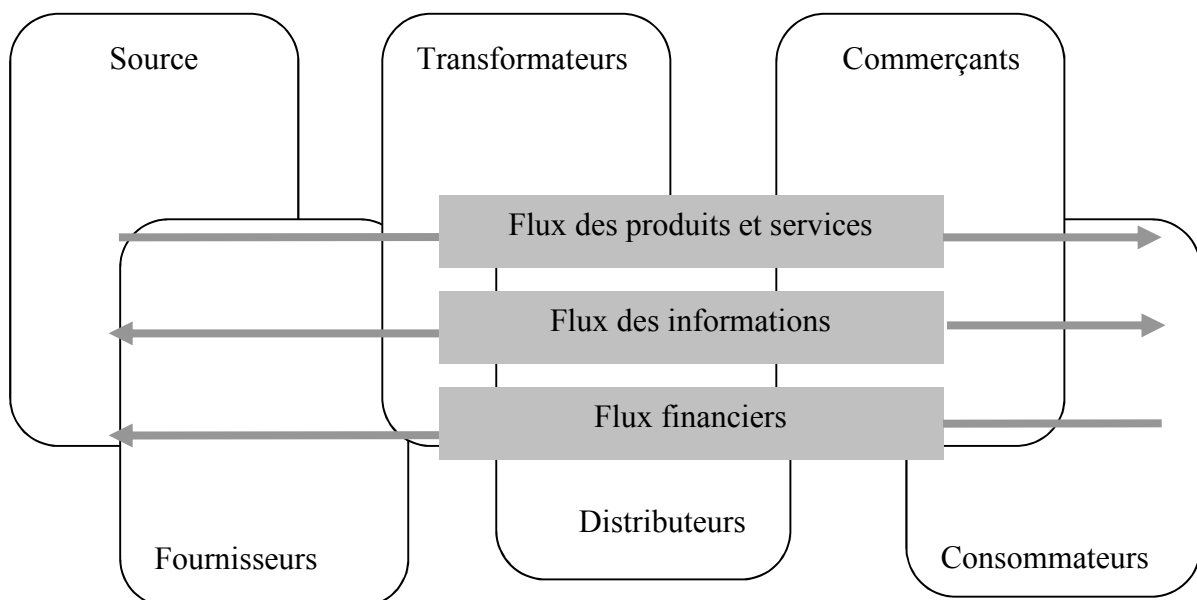 Source
Transformateurs
Commerçants
Flux des produits et services
Flux des informations
Flux financiers
Distributeurs
Fournisseurs
Consommateurs